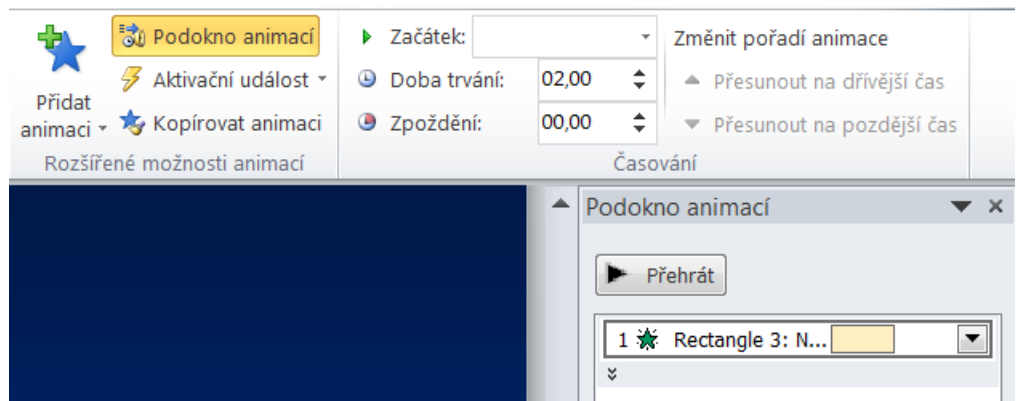 Přidat
animaci
Podokno animací
Aktivační událost
Kopírovat animaci
Rozšířené možnosti animací
Začátek:
Doba trvání: 02,00
Zpoždění: 00,00
Změnit pořadí animace
Přesunout na dřívější čas
Přesunout na pozdější čas
Časování
Podokno animací
Přehrát
1 Rectangle 3: N...